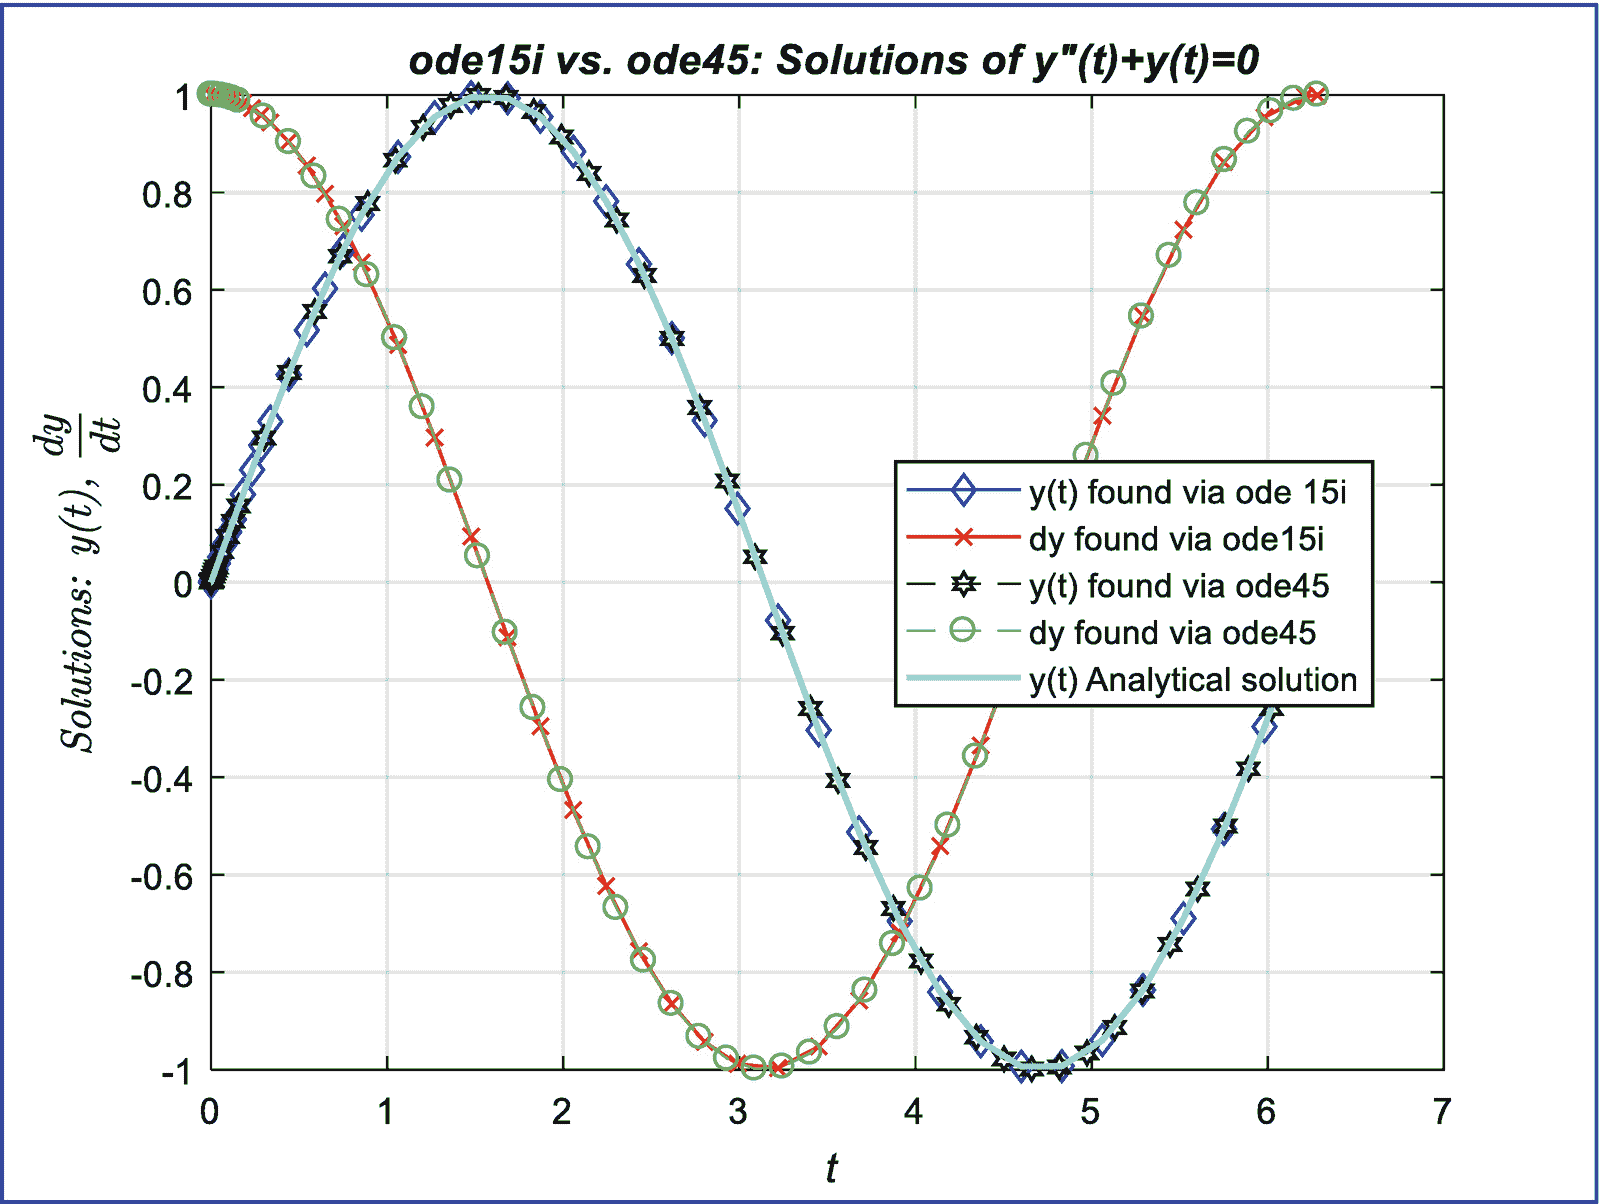 ode15i vs. ode45: Solutions of y"(t)+y(t)=0
1
0.8
0.6
0.4
0.2
0
-0.2
-0.4
-0.6
-0.8
-1
Solutions: y(t), dy/dt
y(t) found via ode 15i
dy found via ode15i
y(t) found via ode45
dy found via ode45
y(t) Analytical solution
0 1 2 3 4 5 6 7
t